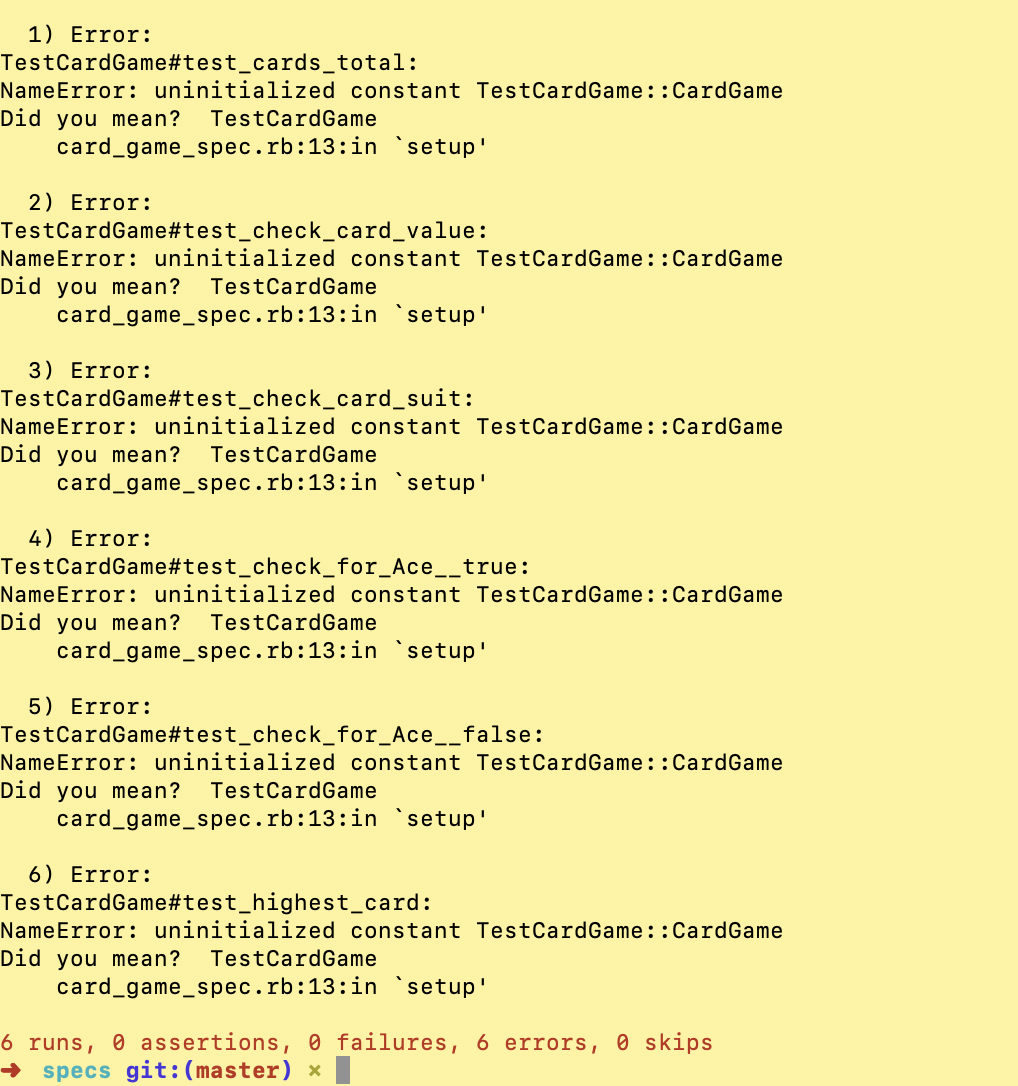 1) Error:
TestCardGame#test_cards_total:
NameError: uninitialized constant TestCardGame::CardGame
Did you mean?  TestCardGame
    card_game_spec.rb:13:in `setup'
2) Error:
TestCardGame#test_check_card_value:
NameError: uninitialized constant TestCardGame::CardGame
Did you mean?  TestCardGame
    card_game_spec.rb:13:in `setup'
3) Error:
TestCardGame#test_check_card_suit:
NameError: uninitialized constant TestCardGame::CardGame
Did you mean?  TestCardGame
    card_game_spec.rb:13:in `setup'
4) Error:
TestCardGame#test_check_for_Ace__true:
NameError: uninitialized constant TestCardGame::CardGame
Did you mean?  TestCardGame
    card_game_spec.rb:13:in `setup'
5) Error:
TestCardGame#test_check_for_Ace__false:
NameError: uninitialized constant TestCardGame::CardGame
Did you mean?  TestCardGame
    card_game_spec.rb:13:in `setup'
6) Error:
TestCardGame#test_highest_card:
NameError: uninitialized constant TestCardGame::CardGame
Did you mean?  TestCardGame
    card_game_spec.rb:13:in `setup'
6 runs, 0 assertions, 0 failures, 6 errors, 0 skips
➜  specs git:(master) ✗